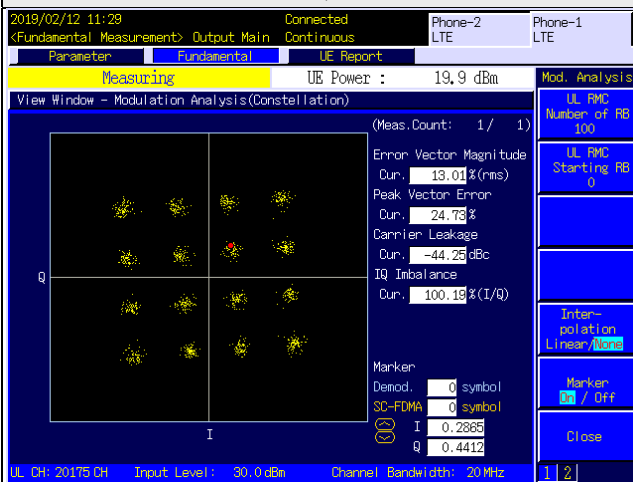 2019/02/12 11:29 Connected Phone-2 Phone-1
<Fundamental Measurement> Output Main Continuous LTE LTE
Parameter Fundamental UE Report
Measuring UE Power : 19.9 dBm Mod. Analysis
View Window - Modulation Analysis(Constellation)
UL RMC
Number of RB
100
(Meas.Count: 1/ 1)
Error Vector Magnitude
Cur. 13.01 %(rms)
UL RMC
Starting RB
0
Peak Vector Error
Cur. 24.73 %
Carrier Leakage
Cur. -44.25 dBc
IQ Imbalance
Cur. 100.19 %(I/Q)
Q
I
Inter-
polation
Linear/None
Marker
Demod. 0 symbol
SC-FDMA 0 symbol
I 0.2865
Q 0.4412
Marker
On / Off
Close
UL CH: 20175 CH Input Level: 30.0 dBm Channel Bandwidth: 20 MHz 1 2